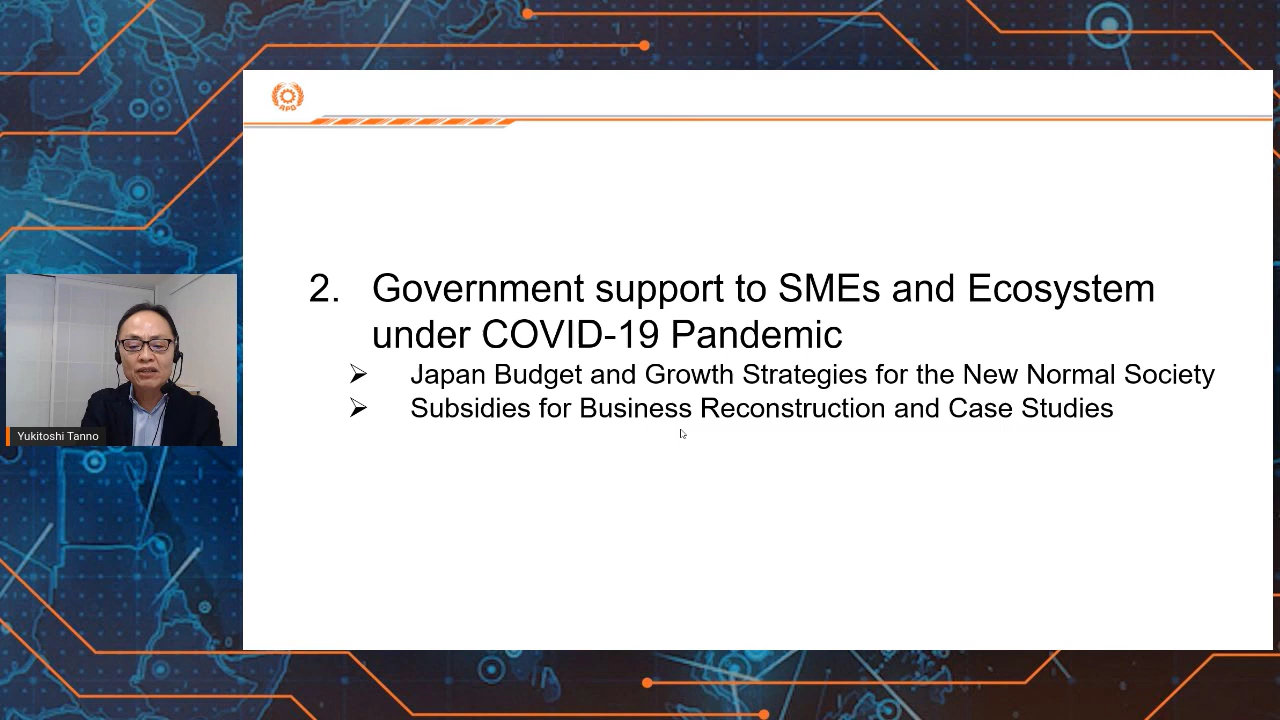 APO
2. Government support to SMEs and Ecosystem
under COVID-19 Pandemic
➢ Japan Budget and Growth Strategies for the New Normal Society
➢ Subsidies for Business Reconstruction and Case Studies
Yukitoshi Tanno